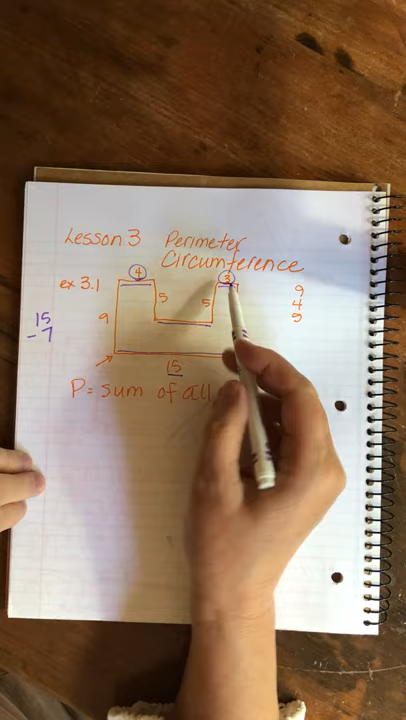 Lesson 3 Perimeter
Circumference
ex 3.1
4
3
5
5
9
15
9
4
5
15
- 7
P = sum of all